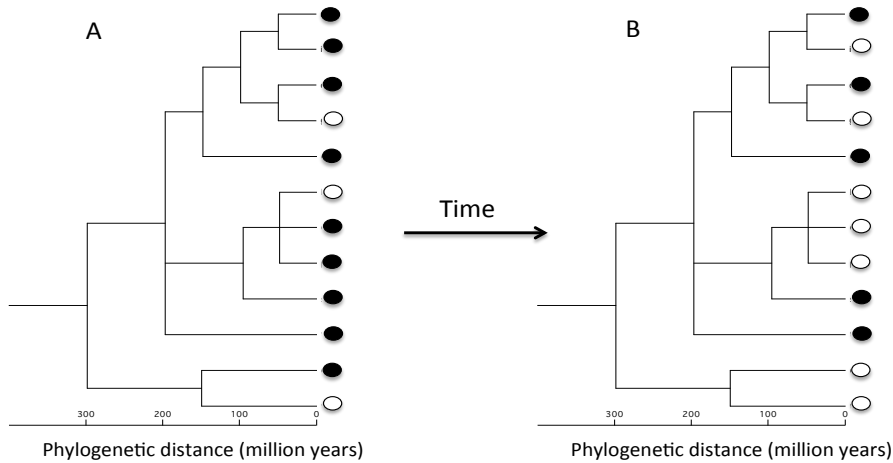 A
B
Time
300 200 100 0
300 200 100 0
Phylogenetic distance (million years)
Phylogenetic distance (million years)